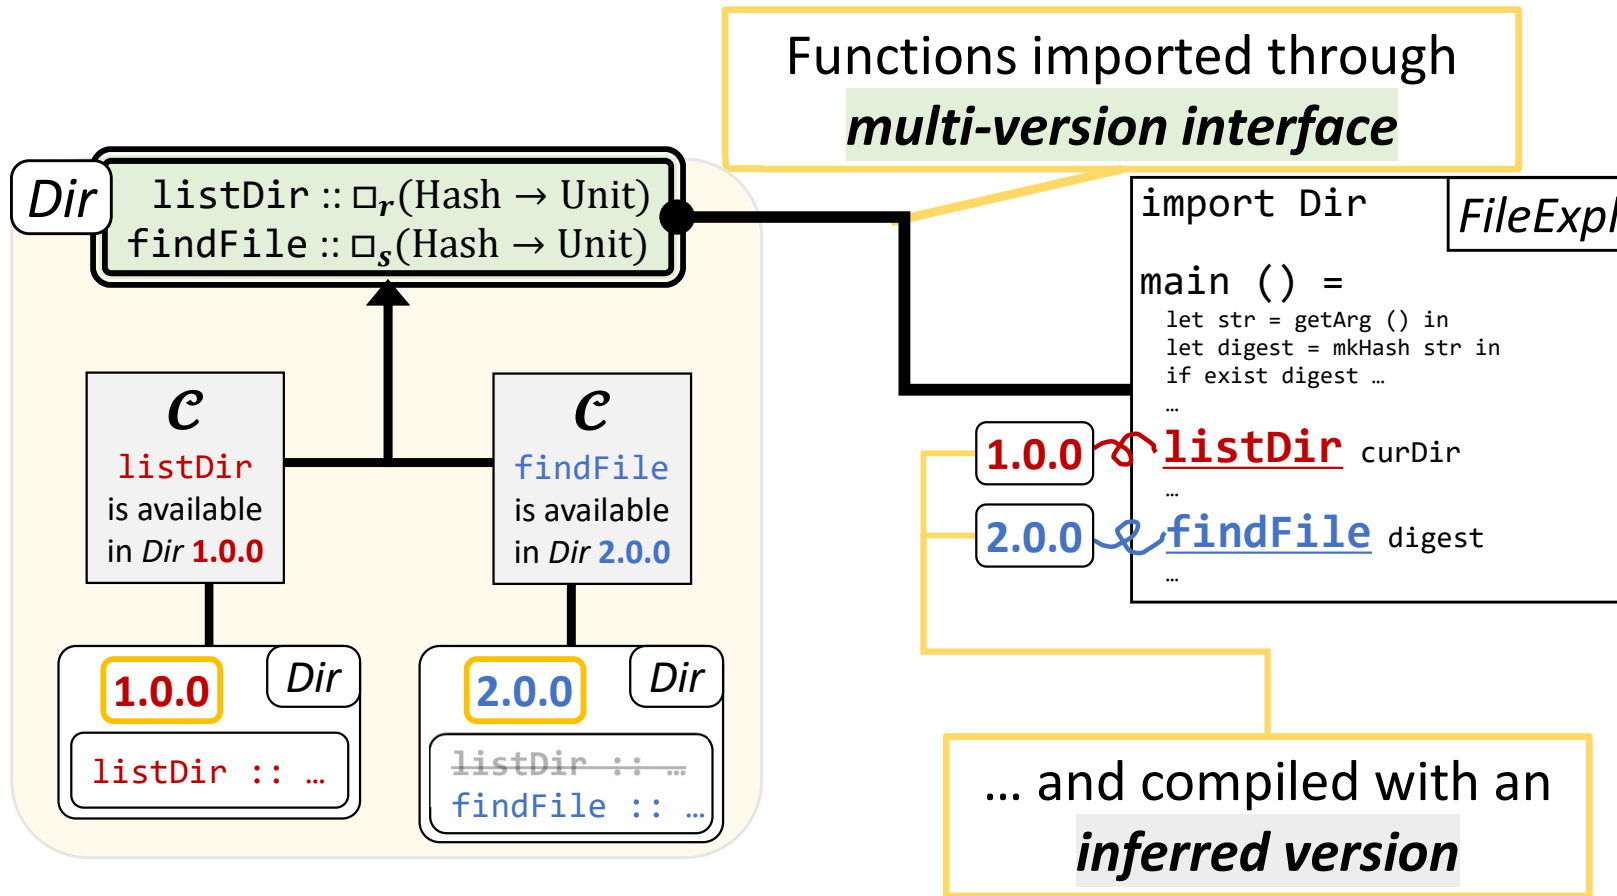 Functions imported through
multi-version interface
Dir
listDir :: □r(Hash → Unit)
findFile :: □s(Hash → Unit)
import Dir
FileExpl
main () =
let str = getArg () in
let digest = mkHash str in
if exist digest …
…
1.0.0 listDir curDir
…
2.0.0 findFile digest
…
𝓒
listDir
is available
in Dir 1.0.0
𝓒
findFile
is available
in Dir 2.0.0
1.0.0
Dir
listDir :: …
2.0.0
Dir
listDir :: …
findFile :: …
… and compiled with an
inferred version